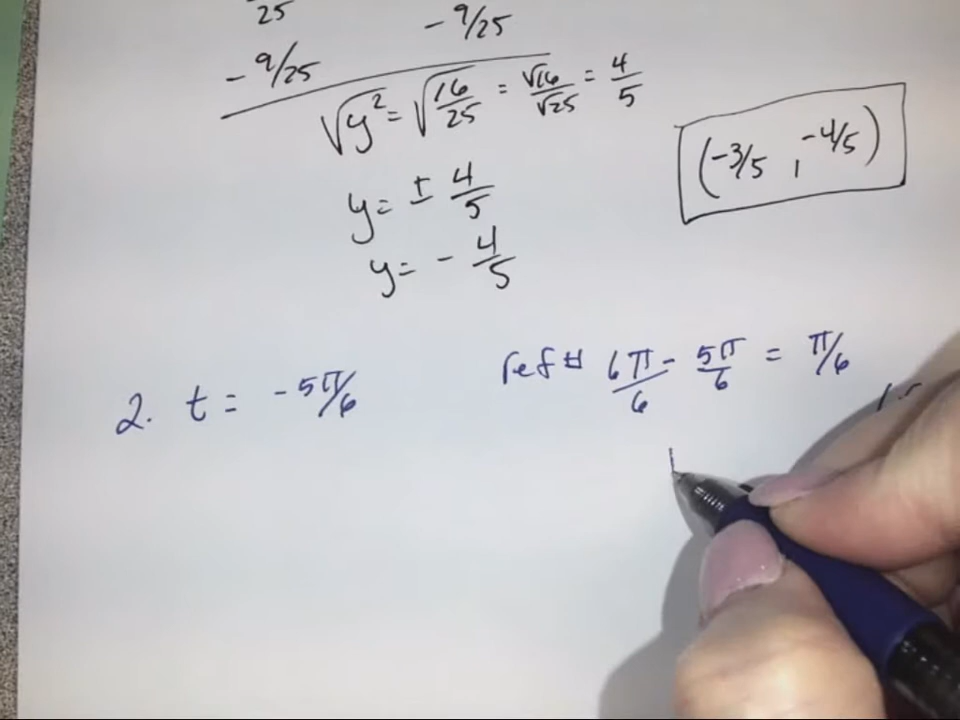 25
- 9/25 - 9/25
√y² = √16/25 = √16/√25 = 4/5
(-3/5 , -4/5)
y = ± 4/5
y = - 4/5
2. t = -5π/6 ref # 6π/6 - 5π/6 = π/6